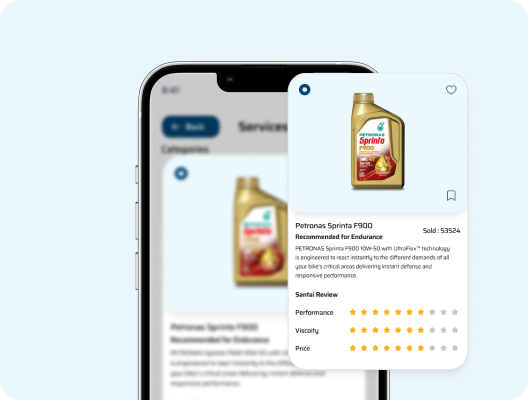 9:41
Back
Services
Categories
PETRONAS
Sprinta
F900
Petronas Sprinta F900
Sold : 53524
Recommended for Endurance
PETRONAS Sprinta F900 10W-50 with UltraFlex™ technology
is engineered to react instantly to the different demands of all
your bike's critical areas delivering instant defense and
responsive performance.
Santai Review
Performance
Viscoity
Price
Petronas Sprinta F900
Recommended for Endurance